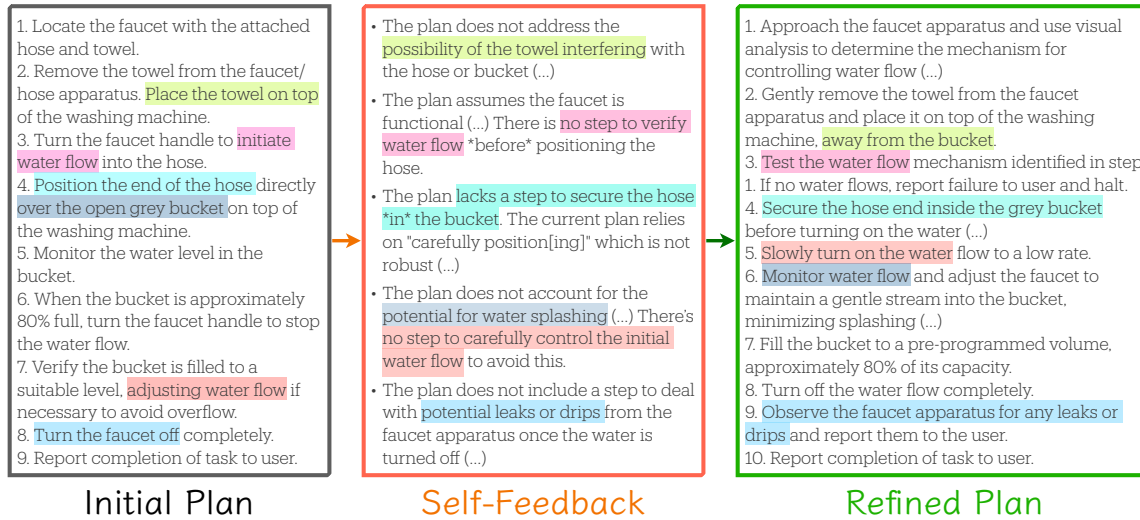 1. Locate the faucet with the attached
hose and towel.
2. Remove the towel from the faucet/
hose apparatus. Place the towel on top
of the washing machine.
3. Turn the faucet handle to initiate
water flow into the hose.
4. Position the end of the hose directly
over the open grey bucket on top of
the washing machine.
5. Monitor the water level in the
bucket.
6. When the bucket is approximately
80% full, turn the faucet handle to stop
the water flow.
7. Verify the bucket is filled to a
suitable level, adjusting water flow if
necessary to avoid overflow.
8. Turn the faucet off completely.
9. Report completion of task to user.
Initial Plan
• The plan does not address the
possibility of the towel interfering with
the hose or bucket (...)
• The plan assumes the faucet is
functional (...) There is no step to verify
water flow *before* positioning the
hose.
• The plan lacks a step to secure the hose
*in* the bucket. The current plan relies
on "carefully position[ing]" which is not
robust (...)
• The plan does not account for the
potential for water splashing (...) There's
no step to carefully control the initial
water flow to avoid this.
• The plan does not include a step to deal
with potential leaks or drips from the
faucet apparatus once the water is
turned off (...)
Self-Feedback
1. Approach the faucet apparatus and use visual
analysis to determine the mechanism for
controlling water flow (...)
2. Gently remove the towel from the faucet
apparatus and place it on top of the washing
machine, away from the bucket.
3. Test the water flow mechanism identified in step
1. If no water flows, report failure to user and halt.
4. Secure the hose end inside the grey bucket
before turning on the water (...)
5. Slowly turn on the water flow to a low rate.
6. Monitor water flow and adjust the faucet to
maintain a gentle stream into the bucket,
minimizing splashing (...)
7. Fill the bucket to a pre-programmed volume,
approximately 80% of its capacity.
8. Turn off the water flow completely.
9. Observe the faucet apparatus for any leaks or
drips and report them to the user.
10. Report completion of task to user.
Refined Plan